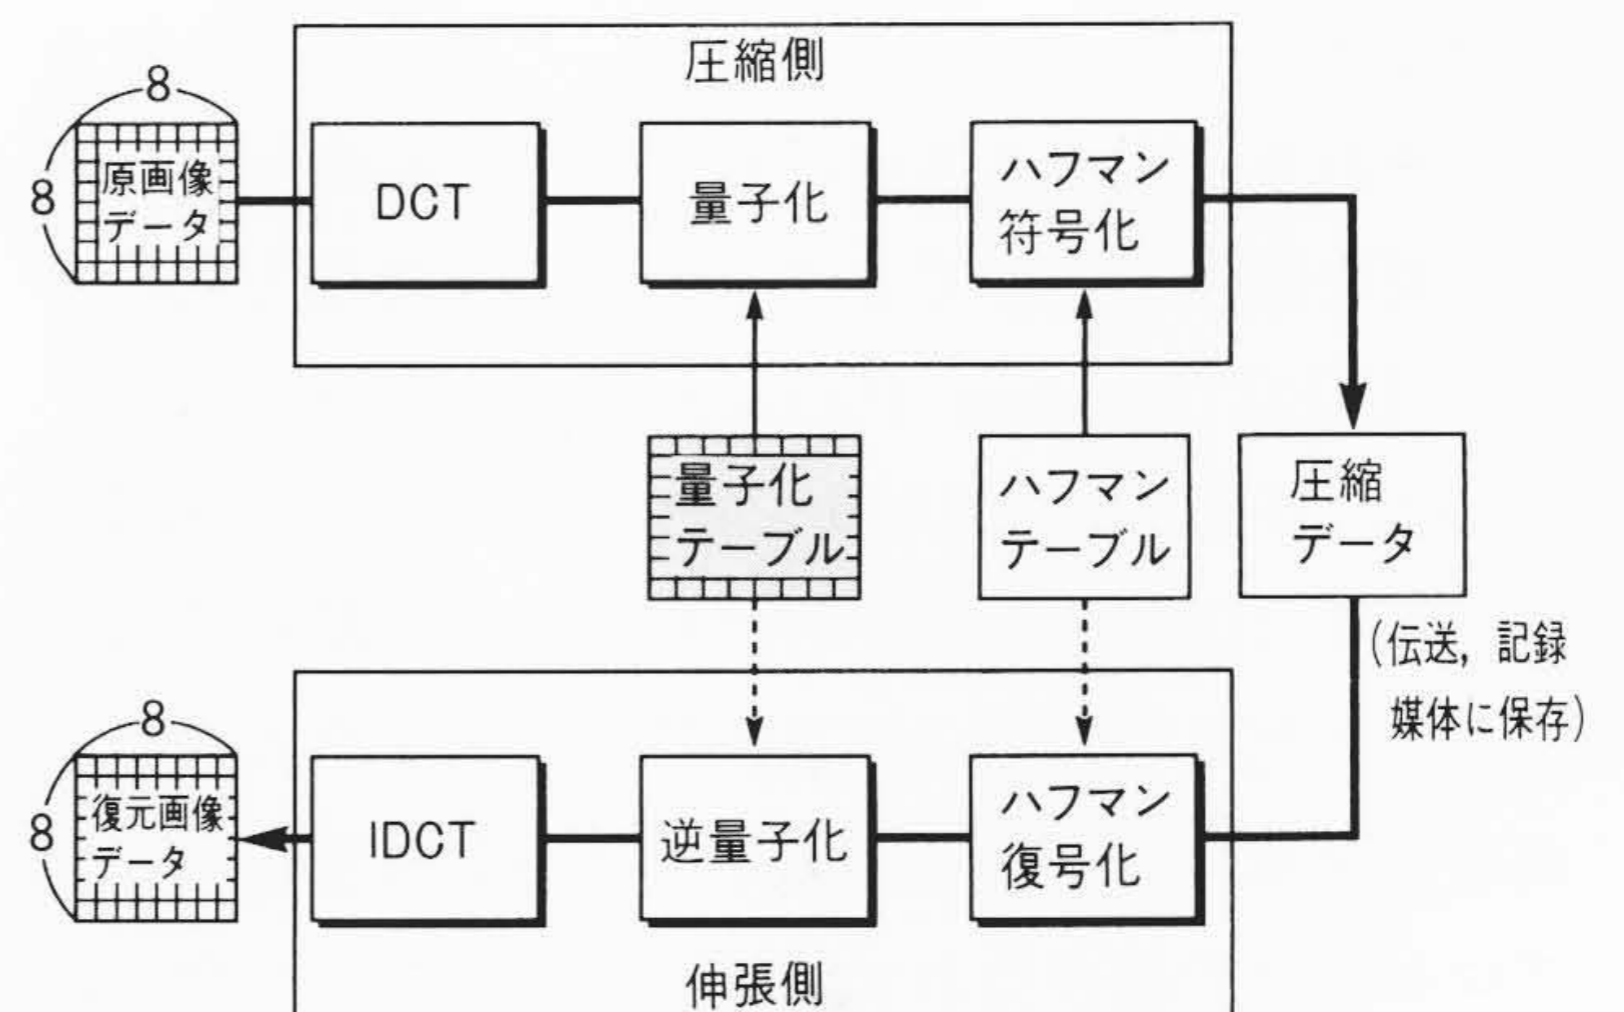 圧縮側
8
8
原画像
データ
DCT
量子化
ハフマン
符号化
量子化
テーブル
ハフマン
テーブル
圧縮
データ
(伝送, 記録
媒体に保存)
8
8
復元画像
データ
IDCT
逆量子化
ハフマン
復号化
伸張側